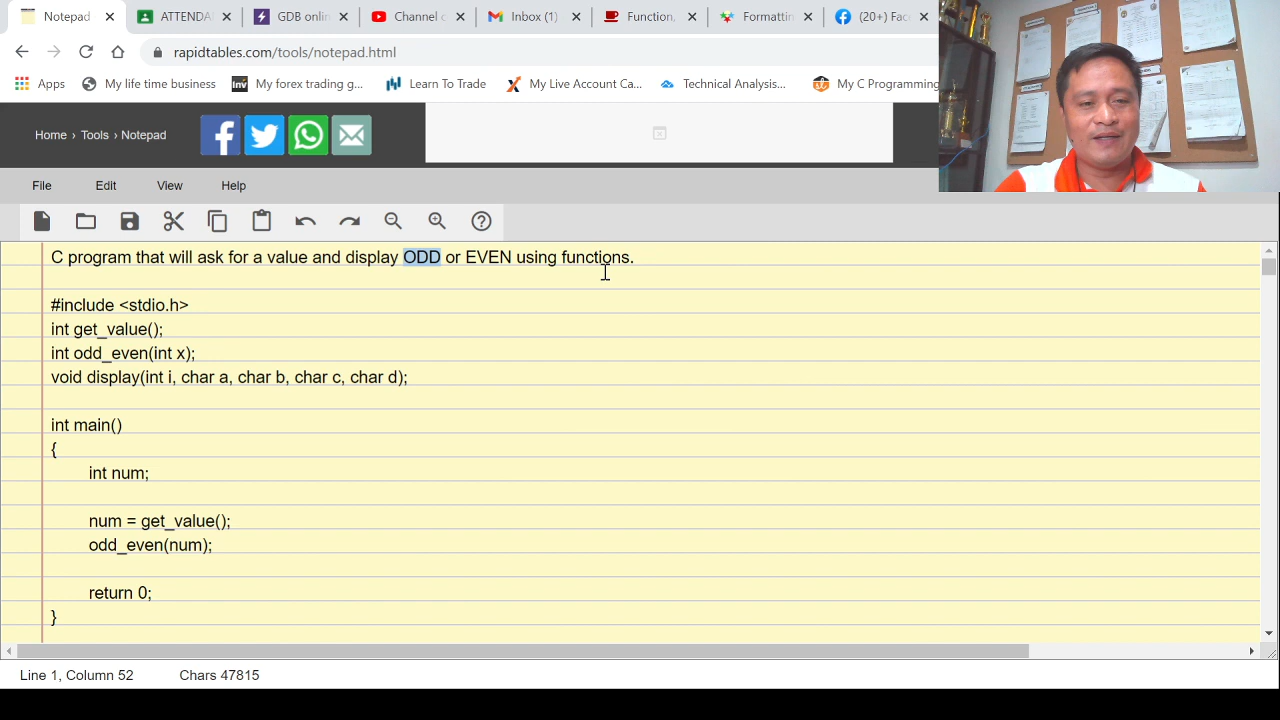 Notepad
ATTENDA
GDB onlin
Channel c
Inbox (1)
Function,
Formattin
(20+) Fac
rapidtables.com/tools/notepad.html
Apps
My life time business
My forex trading g...
Learn To Trade
My Live Account Ca...
Technical Analysis...
My C Programming
Home › Tools › Notepad
File
Edit
View
Help
C program that will ask for a value and display ODD or EVEN using functions.
#include <stdio.h>
int get_value();
int odd_even(int x);
void display(int i, char a, char b, char c, char d);
int main()
{
int num;
num = get_value();
odd_even(num);
return 0;
}
Line 1, Column 52
Chars 47815